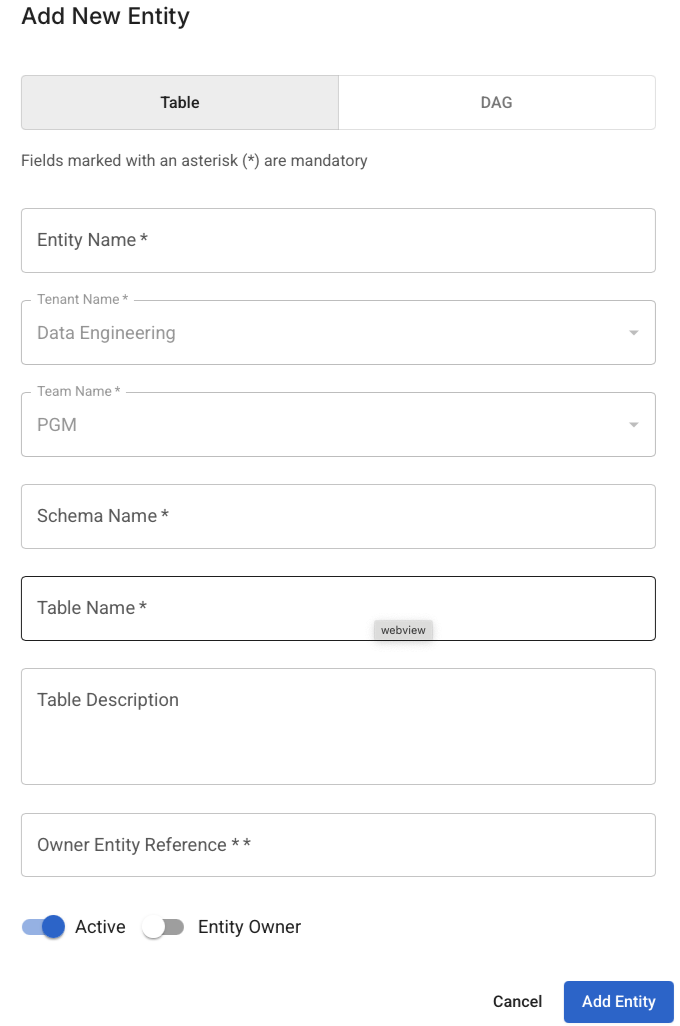 Add New Entity
Table
DAG
Fields marked with an asterisk (*) are mandatory
Entity Name *
Tenant Name *
Data Engineering
Team Name *
PGM
Schema Name *
Table Name *
webview
Table Description
Owner Entity Reference * *
Active
Entity Owner
Cancel
Add Entity